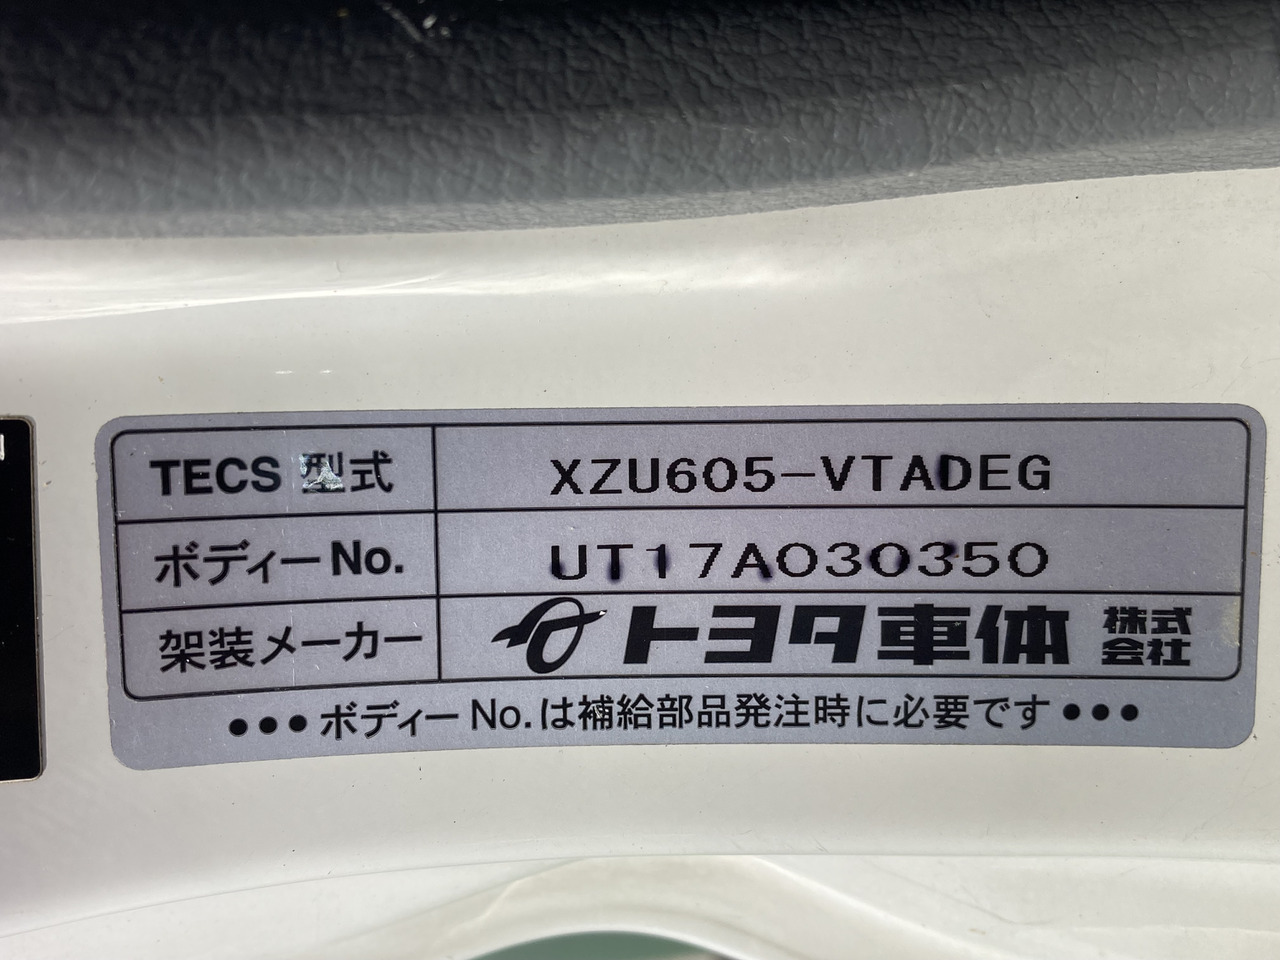 TECS 型式 XZU605-VTADEG
ボディーNo. UT17A030350
架装メーカー トヨタ車体 株式会社
●●●ボディーNo.は補給部品発注時に必要です●●●